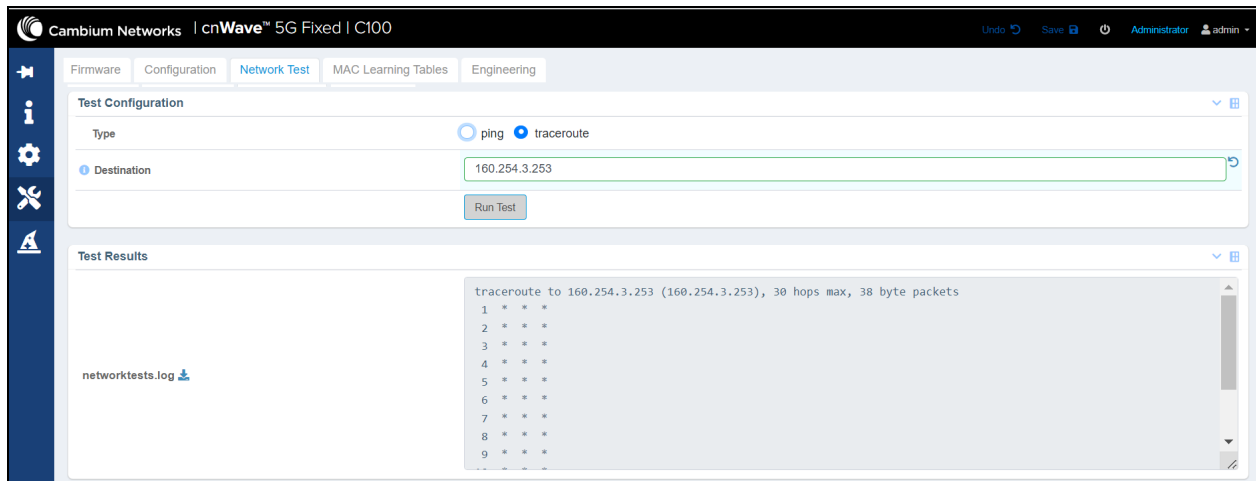 Cambium Networks | cnWave™ 5G Fixed | C100 Undo Save Administrator admin
Firmware Configuration Network Test MAC Learning Tables Engineering
Test Configuration
Type ping traceroute
Destination 160.254.3.253
Run Test
Test Results
traceroute to 160.254.3.253 (160.254.3.253), 30 hops max, 38 byte packets
1 * * *
2 * * *
3 * * *
4 * * *
networktests.log
5 * * *
6 * * *
7 * * *
8 * * *
9 * * *